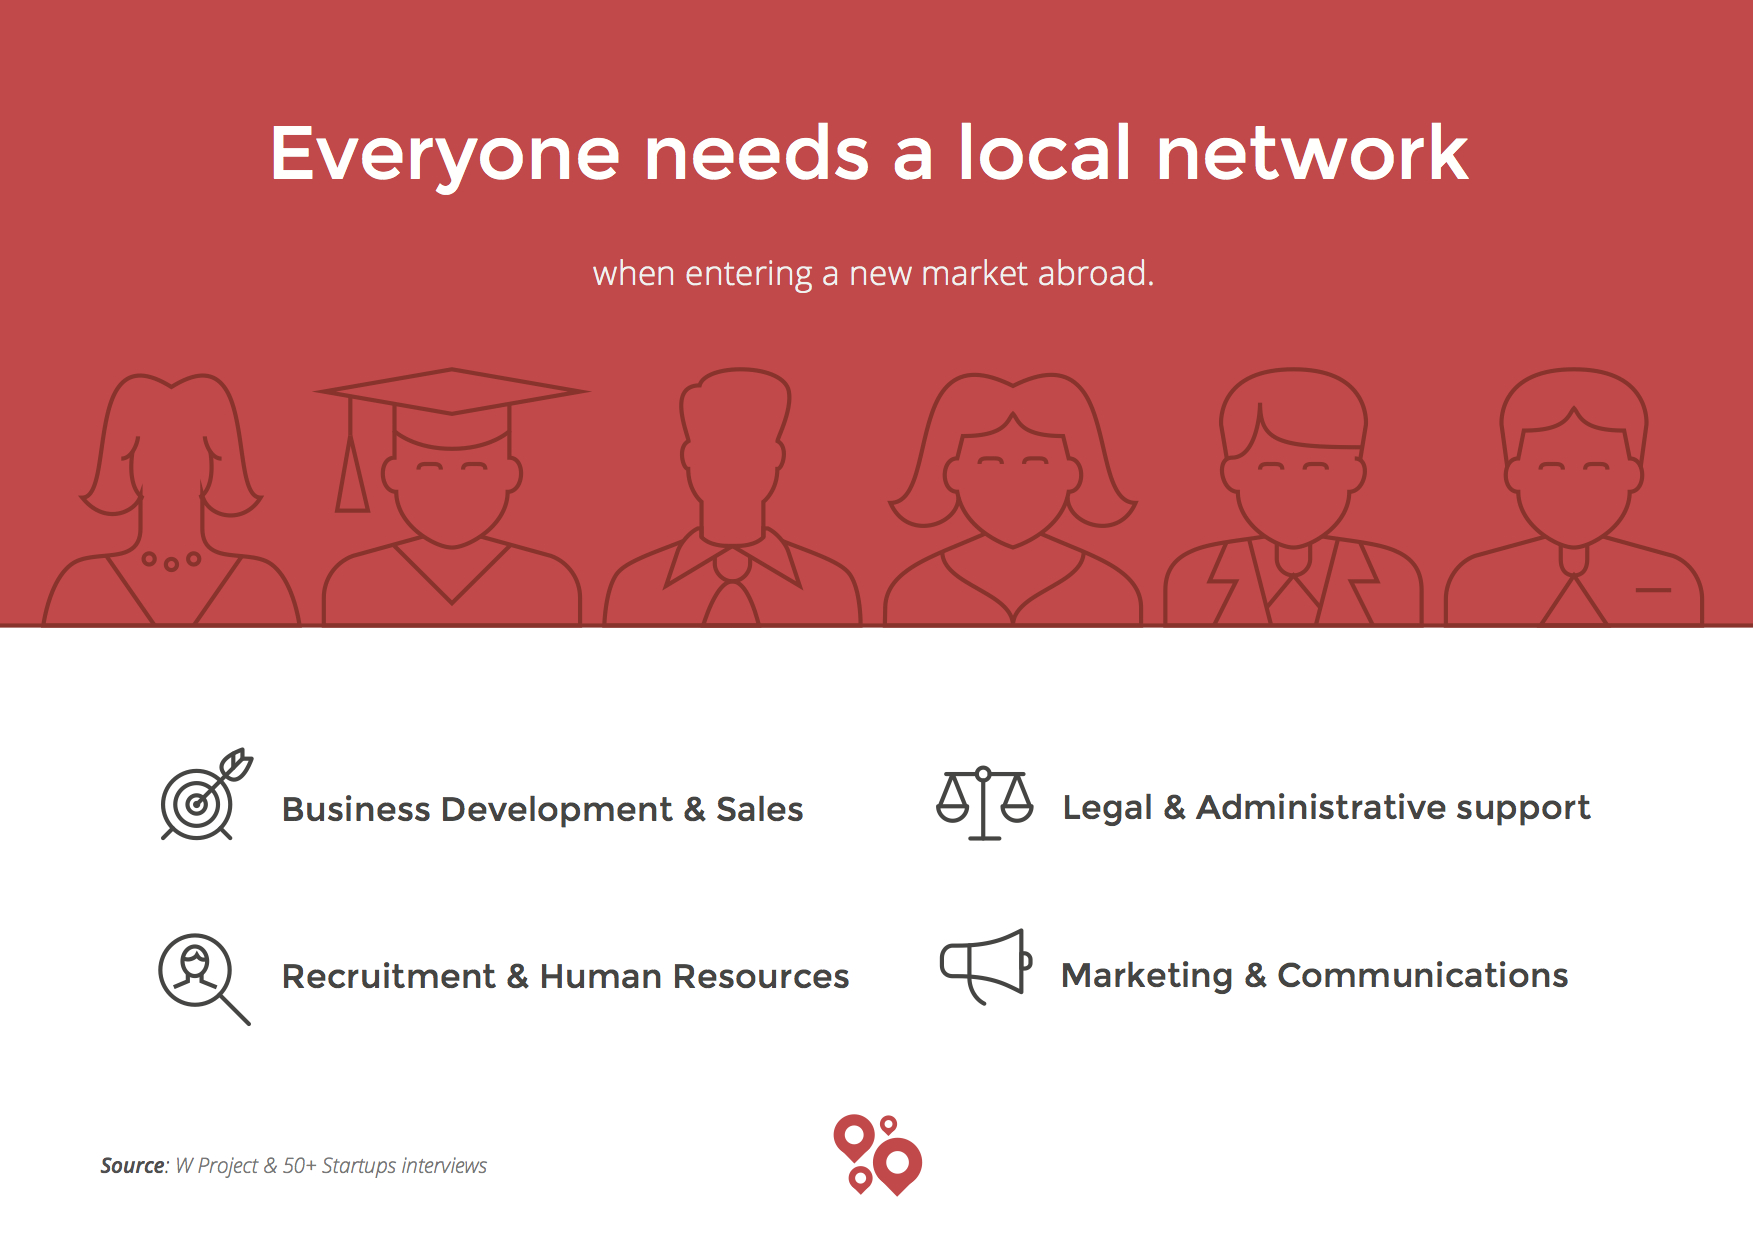 Everyone needs a local network
when entering a new market abroad.
Business Development & Sales
Legal & Administrative support
Recruitment & Human Resources
Marketing & Communications
Source: W Project & 50+ Startups interviews